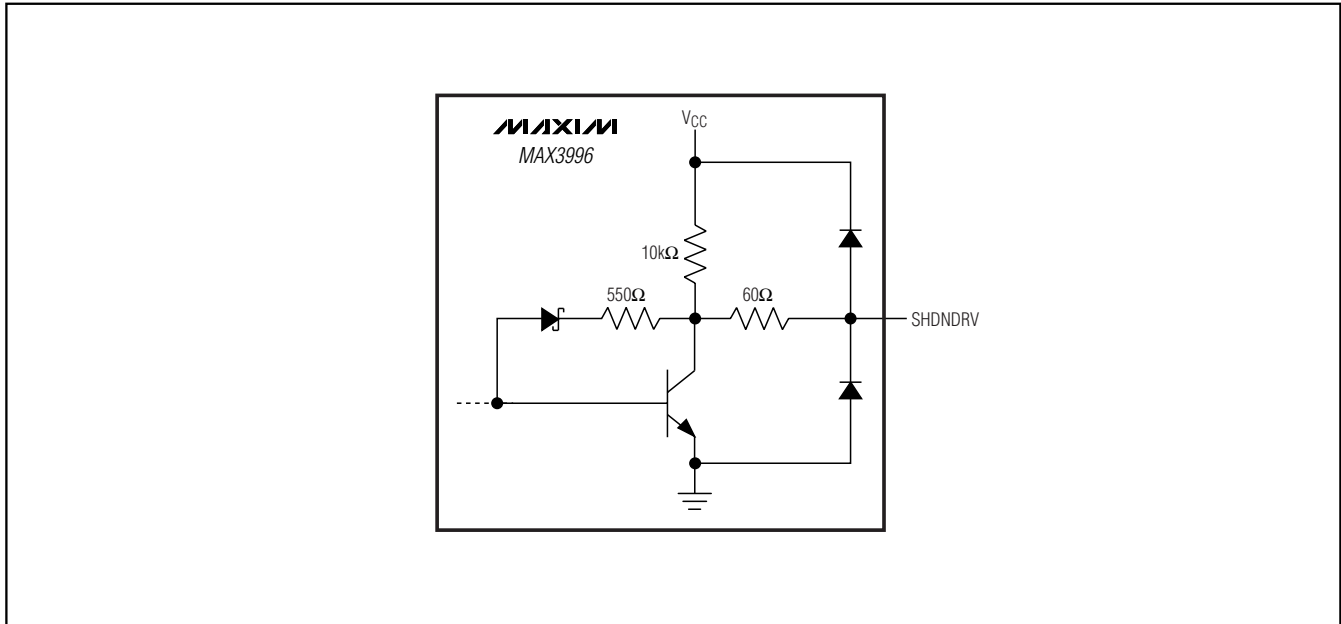 MAXIM
MAX3996
VCC
10kΩ
550Ω
60Ω
SHDNDRV